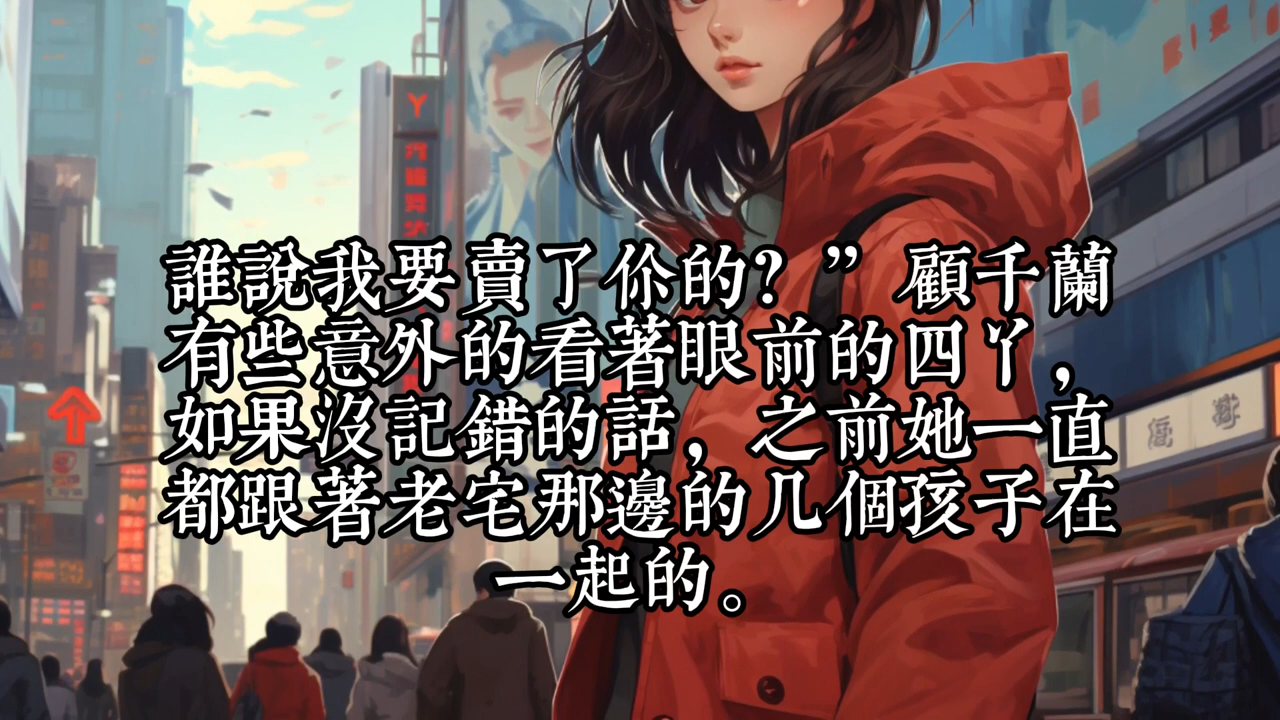 誰說我要賣了你的？”顧千蘭
有些意外的看著眼前的四丫，
如果沒記錯的話，之前她一直
都跟著老宅那邊的几個孩子在
一起的。